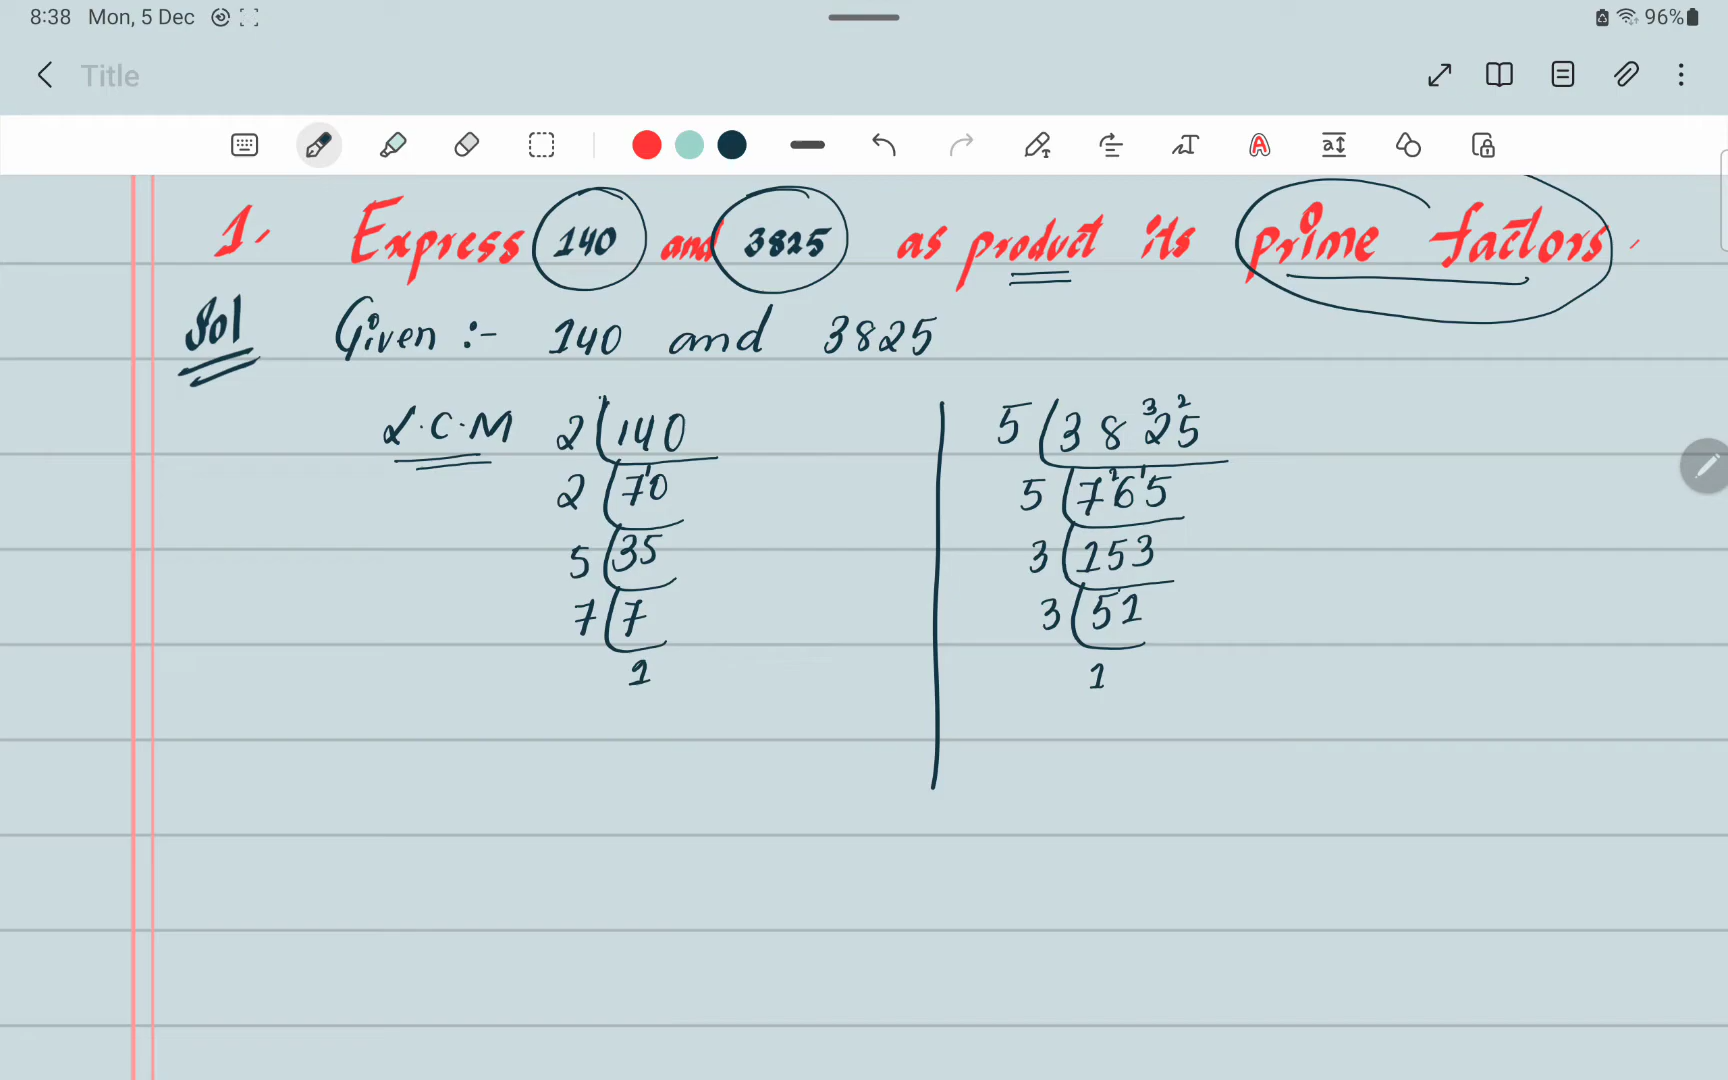 8:38 Mon, 5 Dec 96%
Title
1. Express 140 and 3825 as product its prime factors.
Sol Given :- 140 and 3825
L.C.M 2 140
2 70
5 35
7 7
1
5 3825
5 765
3 153
3 51
1